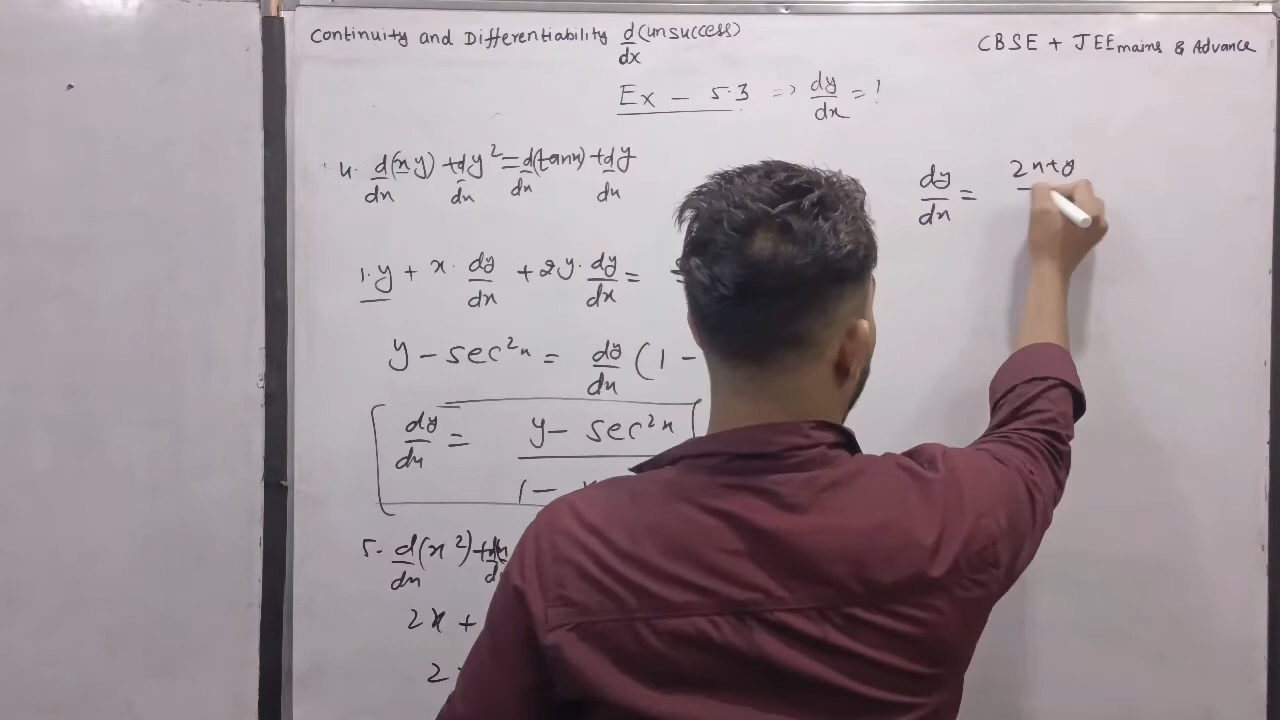 Continuity and Differentiability d/dx (unsuccess)
CBSE + JEE mains & Advance
Ex - 5.3 => dy/dx = !
4. d(xy)/dx + dy²/dx = d(tanx)/dx + dy/dx
1.y + x. dy/dx + 2y. dy/dx =
y - sec²x = dy/dx (1 -
dy/dx = y - sec²x / 1 -
5. d/dx (x²) +
2x +
2
dy/dx = 2x+y